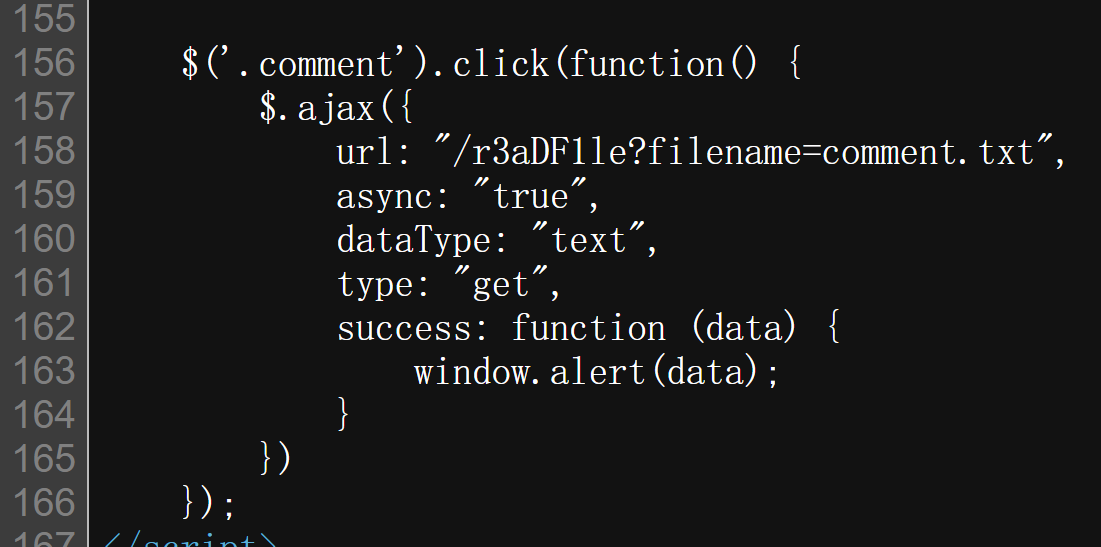 155
156 $('.comment').click(function() {
157 $.ajax({
158 url: "/r3aDF1le?filename=comment.txt",
159 async: "true",
160 dataType: "text",
161 type: "get",
162 success: function (data) {
163 window.alert(data);
164 }
165 })
166 });
167 </script>